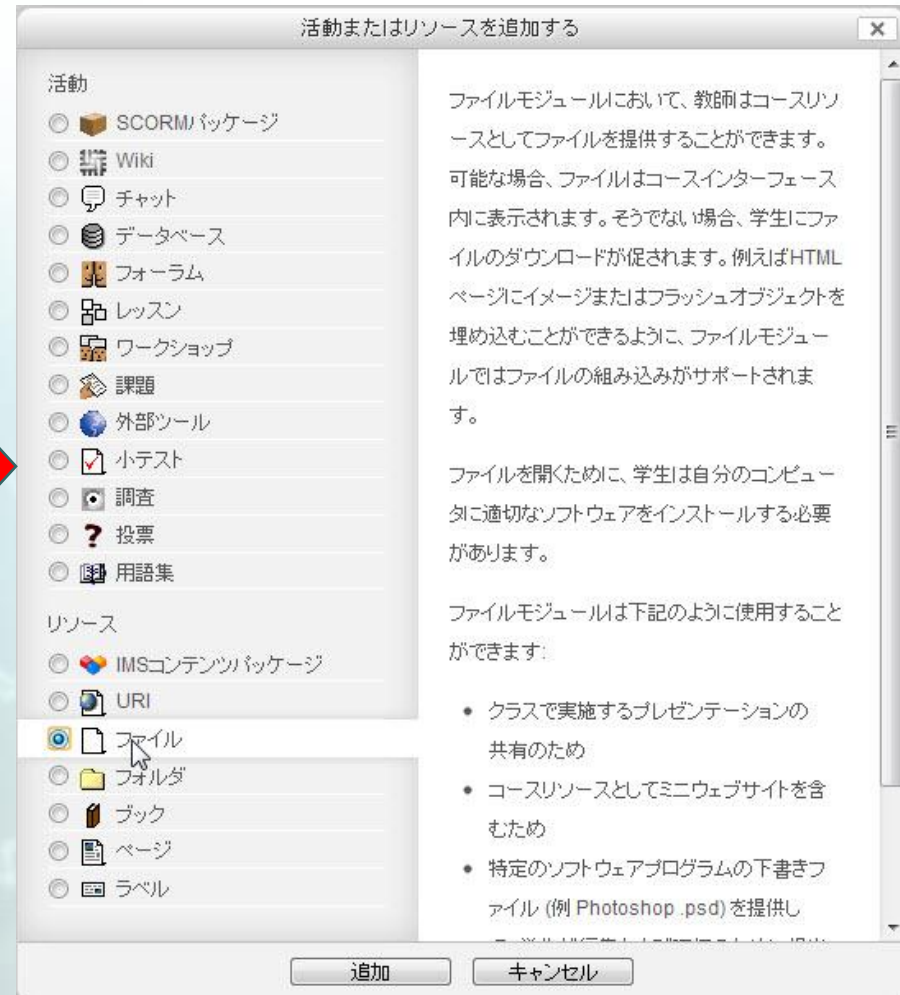 活動またはリソースを追加する
活動
SCORMパッケージ
Wiki
チャット
データベース
フォーラム
レッスン
ワークショップ
課題
外部ツール
小テスト
調査
投票
用語集
リソース
IMSコンテンツパッケージ
URI
ファイル
フォルダ
ブック
ページ
ラベル
ファイルモジュールにおいて、教師はコースリソ
ースとしてファイルを提供することができます。
可能な場合、ファイルはコースインターフェース
内に表示されます。そうでない場合、学生にファ
イルのダウンロードが促されます。例えばHTML
ページにイメージまたはフラッシュオブジェクトを
埋め込むことができるように、ファイルモジュー
ルではファイルの組み込みがサポートされま
す。
ファイルを開くために、学生は自分のコンピュー
タに適切なソフトウェアをインストールする必要
があります。
ファイルモジュールは下記のように使用すること
ができます:
• クラスで実施するプレゼンテーションの
共有のため
• コースリソースとしてミニウェブサイトを含
むため
• 特定のソフトウェアプログラムの下書きフ
ァイル (例 Photoshop .psd) を提供し
追加
キャンセル